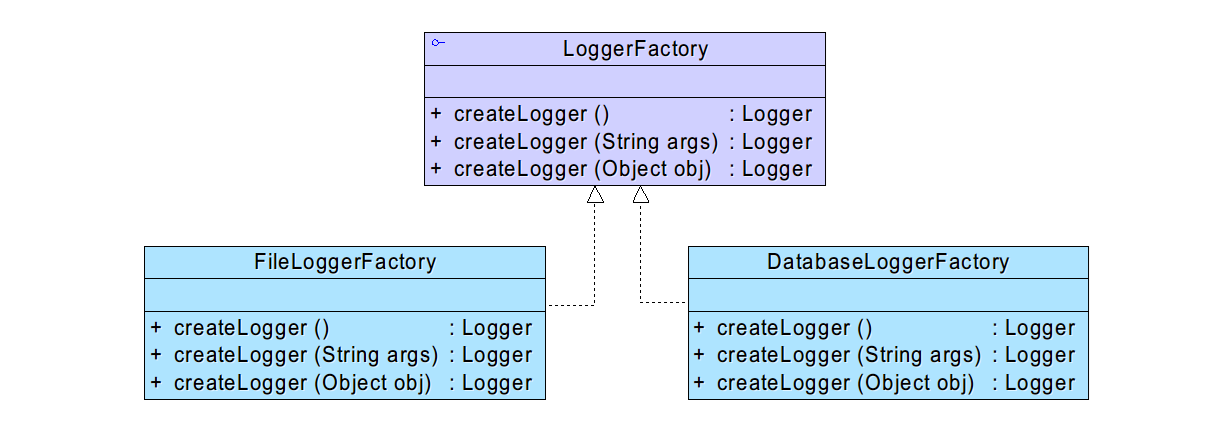 LoggerFactory
+ createLogger () : Logger
+ createLogger (String args) : Logger
+ createLogger (Object obj) : Logger
FileLoggerFactory
+ createLogger () : Logger
+ createLogger (String args) : Logger
+ createLogger (Object obj) : Logger
DatabaseLoggerFactory
+ createLogger () : Logger
+ createLogger (String args) : Logger
+ createLogger (Object obj) : Logger